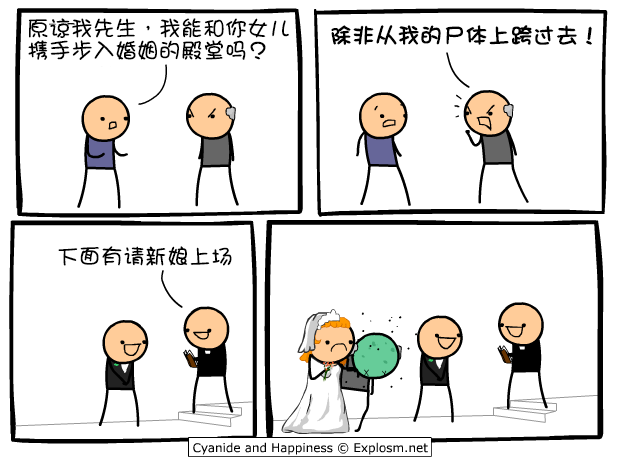 原谅我先生，我能和你女儿
携手步入婚姻的殿堂吗？
除非从我的尸体上跨过去！
下面有请新娘上场
Cyanide and Happiness © Explosm.net